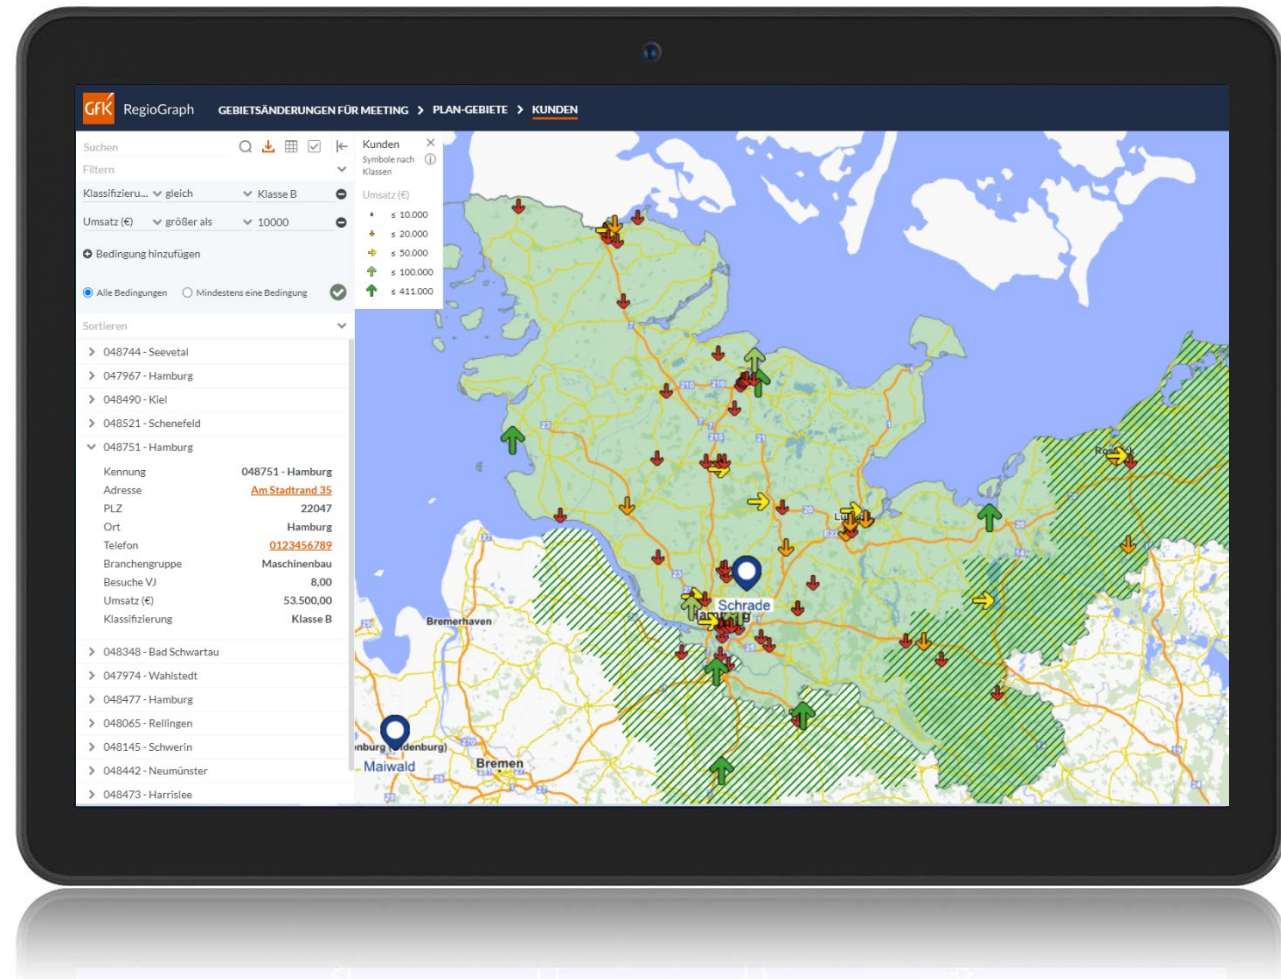 GfK RegioGraph GEBIETSÄNDERUNGEN FÜR MEETING > PLAN-GEBIETE > KUNDEN
Suchen
Filtern
Klassifizieru... gleich Klasse B
Umsatz (€) größer als 10000
Bedingung hinzufügen
Alle Bedingungen Mindestens eine Bedingung
Sortieren
048744 - Seevetal
047967 - Hamburg
048490 - Kiel
048521 - Schenefeld
048751 - Hamburg
Kennung 048751 - Hamburg
Adresse Am Stadtrand 35
PLZ 22047
Ort Hamburg
Telefon 0123456789
Branchengruppe Maschinenbau
Besuche VJ 8,00
Umsatz (€) 53.500,00
Klassifizierung Klasse B
048348 - Bad Schwartau
047974 - Wahlstedt
048477 - Hamburg
048065 - Rellingen
048145 - Schwerin
048442 - Neumünster
048473 - Harrislee
Kunden
Symbole nach
Klassen
Umsatz (€)
≤ 10.000
≤ 20.000
≤ 50.000
≤ 100.000
≤ 411.000
Schrade
Bremerhaven
Maiwald
Bremen